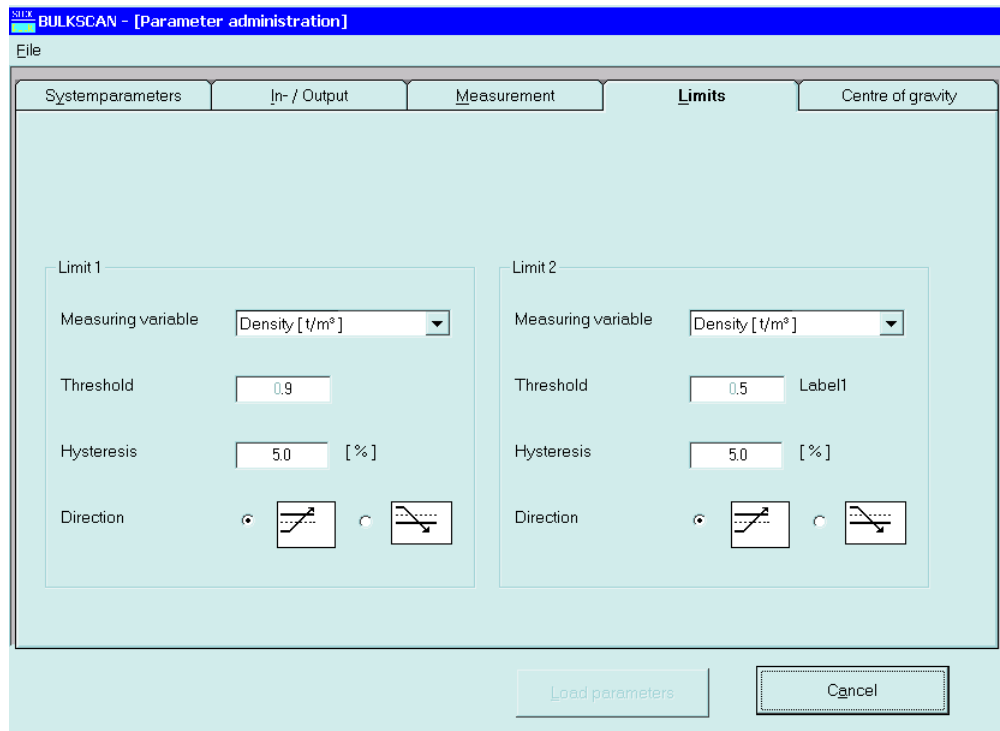 SICK
BULKSCAN - [Parameter administration]
File
Systemparameters In- / Output Measurement Limits Centre of gravity
Limit 1
Measuring variable Density [ t/m³ ]
Threshold 0.9
Hysteresis 5.0 [ % ]
Direction
Limit 2
Measuring variable Density [ t/m³ ]
Threshold 0.5 Label1
Hysteresis 5.0 [ % ]
Direction
Load parameters Cancel